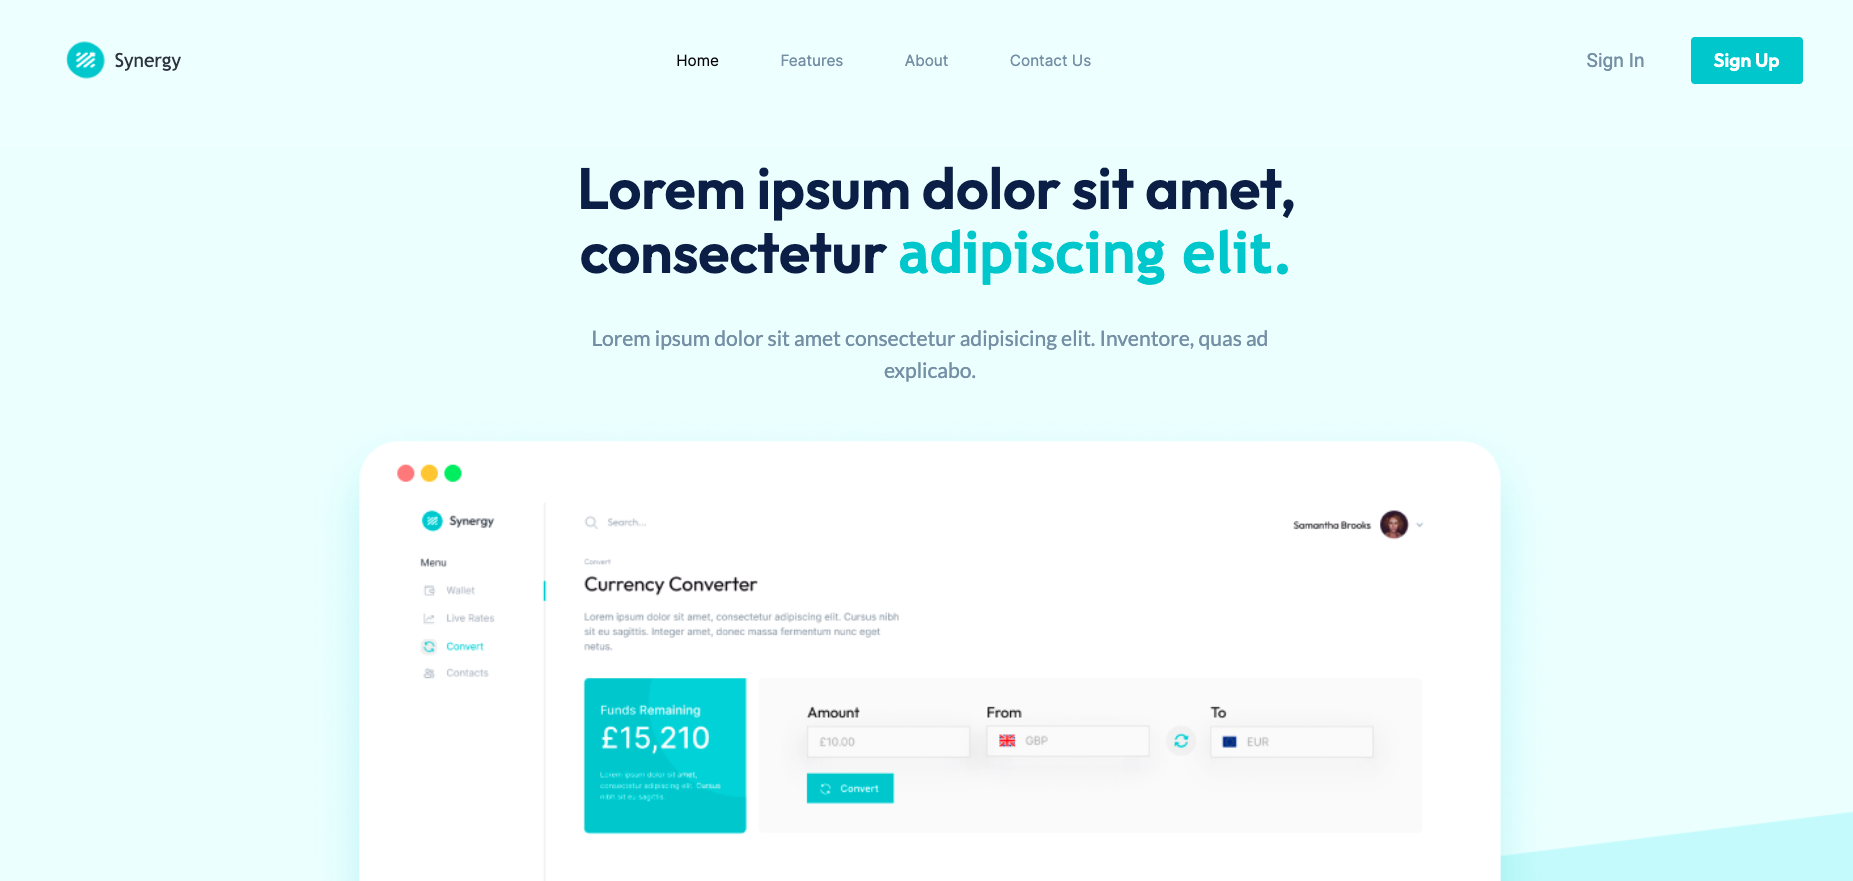 Synergy
Home Features About Contact Us
Sign In Sign Up
Lorem ipsum dolor sit amet,
consectetur adipiscing elit.
Lorem ipsum dolor sit amet consectetur adipisicing elit. Inventore, quas ad
explicabo.
Synergy
Search...
Samantha Brooks
Menu
Wallet
Live Rates
Convert
Contacts
Convert
Currency Converter
Lorem ipsum dolor sit amet, consectetur adipiscing elit. Cursus nibh
sit eu sagittis. Integer amet, donec massa fermentum nunc eget
netus.
Funds Remaining
£15,210
Lorem ipsum dolor sit amet,
consectetur adipiscing elit. Cursus
nibh sit eu sagittis.
Amount From To
£10.00 GBP EUR
Convert